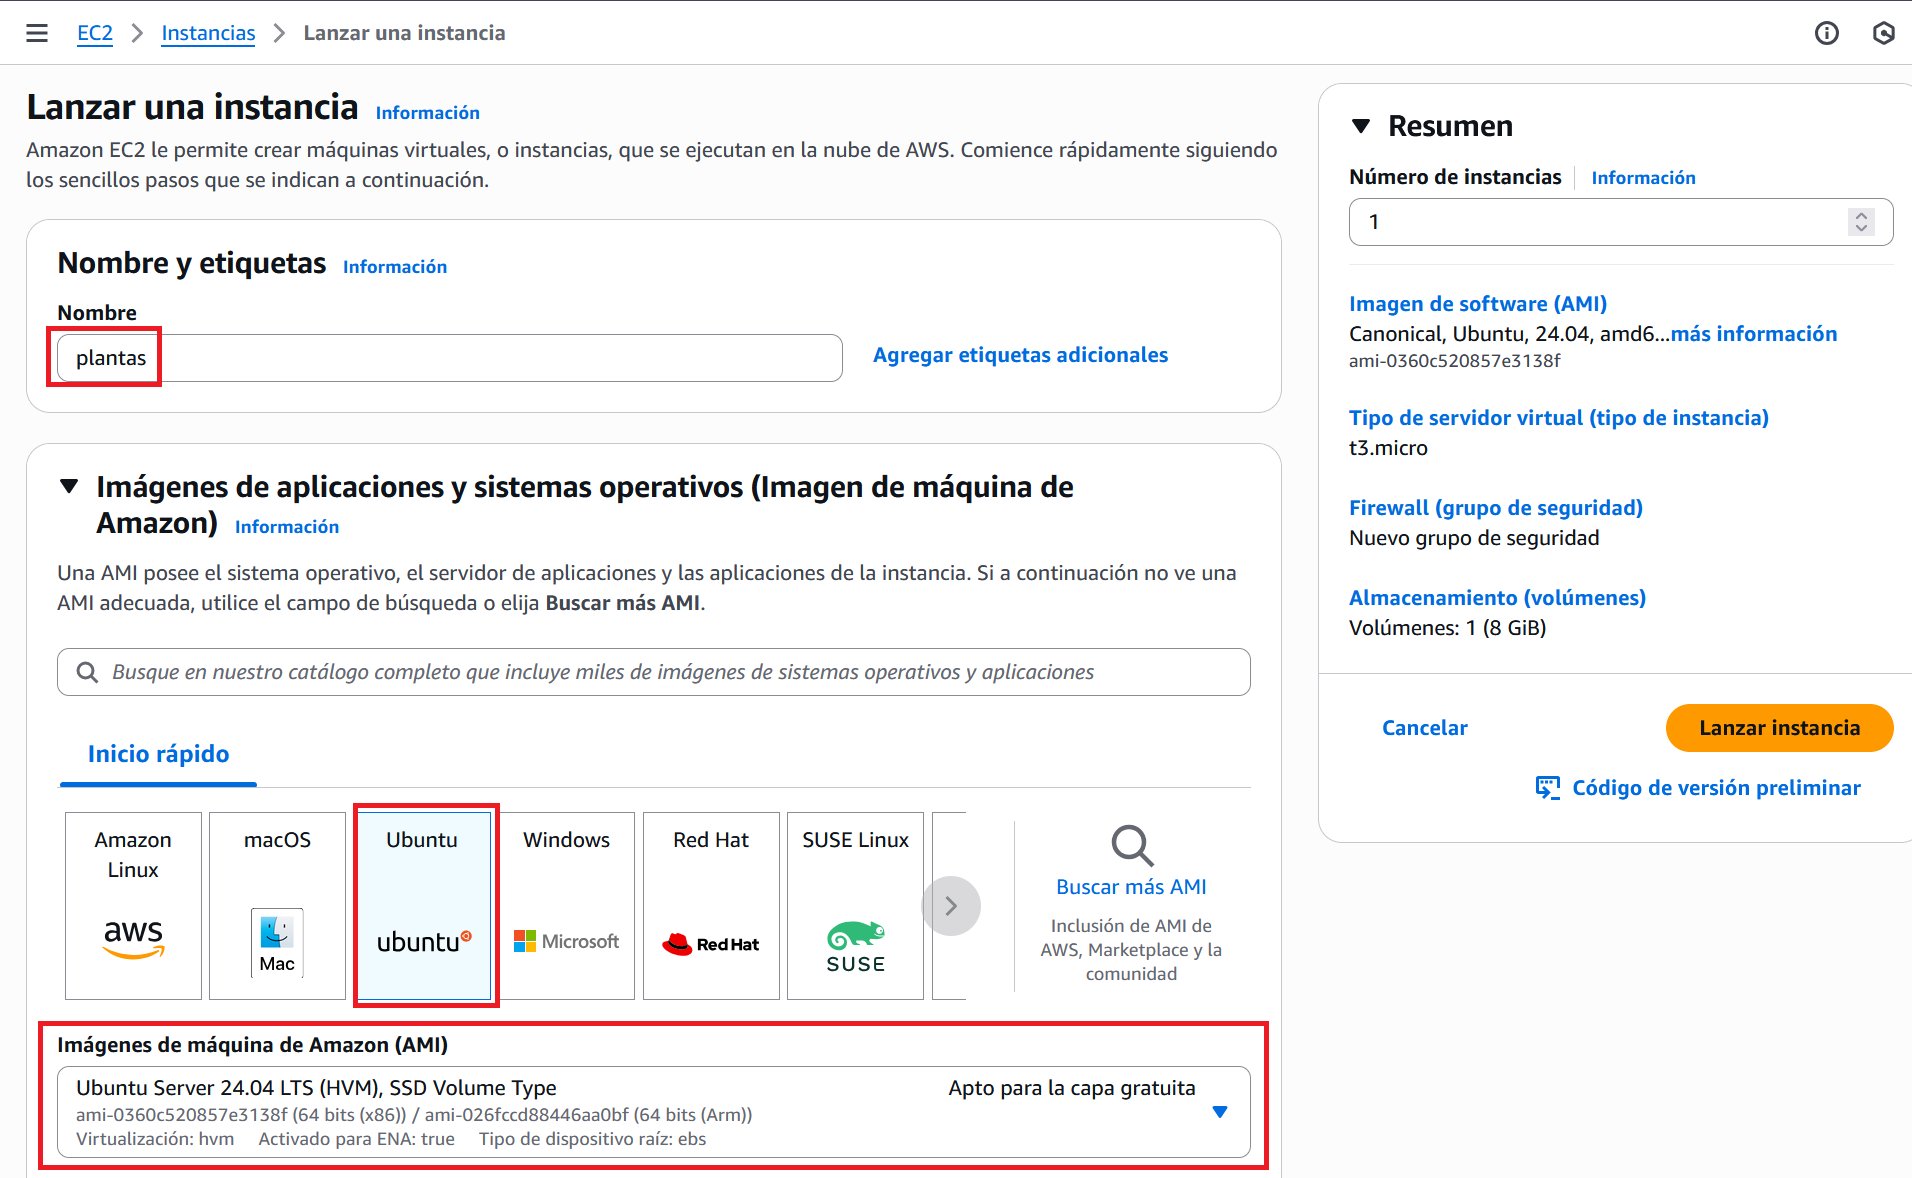 EC2 > Instancias > Lanzar una instancia
Lanzar una instancia Información
Amazon EC2 le permite crear máquinas virtuales, o instancias, que se ejecutan en la nube de AWS. Comience rápidamente siguiendo
los sencillos pasos que se indican a continuación.
Nombre y etiquetas Información
Nombre
plantas
Agregar etiquetas adicionales
Imágenes de aplicaciones y sistemas operativos (Imagen de máquina de
Amazon) Información
Una AMI posee el sistema operativo, el servidor de aplicaciones y las aplicaciones de la instancia. Si a continuación no ve una
AMI adecuada, utilice el campo de búsqueda o elija Buscar más AMI.
Busque en nuestro catálogo completo que incluye miles de imágenes de sistemas operativos y aplicaciones
Inicio rápido
Amazon
Linux
aws
macOS
Mac
Ubuntu
ubuntu
Windows
Microsoft
Red Hat
Red Hat
SUSE Linux
SUSE
Buscar más AMI
Inclusión de AMI de
AWS, Marketplace y la
comunidad
Imágenes de máquina de Amazon (AMI)
Ubuntu Server 24.04 LTS (HVM), SSD Volume Type Apto para la capa gratuita
ami-0360c520857e3138f (64 bits (x86)) / ami-026fccd88446aa0bf (64 bits (Arm))
Virtualización: hvm Activado para ENA: true Tipo de dispositivo raíz: ebs
Resumen
Número de instancias Información
1
Imagen de software (AMI)
Canonical, Ubuntu, 24.04, amd6...más información
ami-0360c520857e3138f
Tipo de servidor virtual (tipo de instancia)
t3.micro
Firewall (grupo de seguridad)
Nuevo grupo de seguridad
Almacenamiento (volúmenes)
Volúmenes: 1 (8 GiB)
Cancelar
Lanzar instancia
Código de versión preliminar